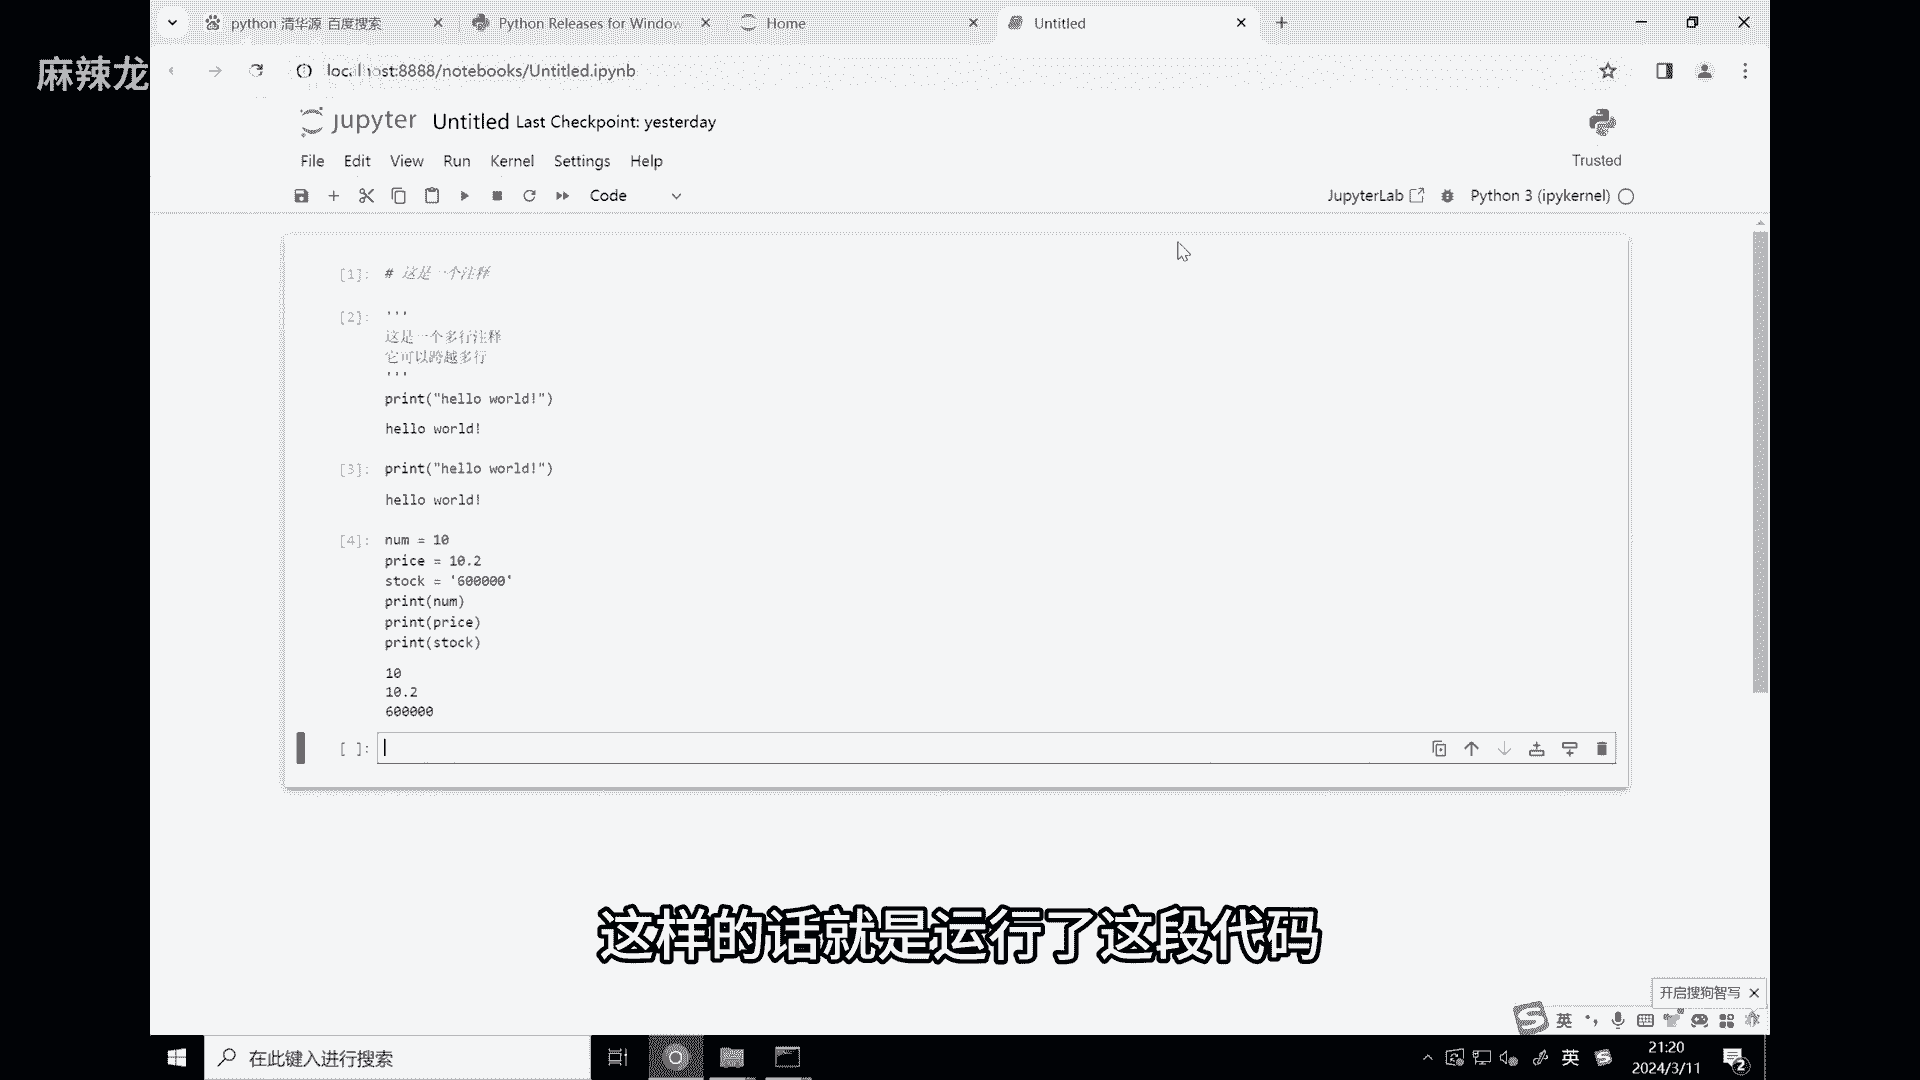 python 清华源 百度搜索
Python Releases for Window
Home
Untitled
麻辣龙
localhost:8888/notebooks/Untitled.ipynb
jupyter Untitled Last Checkpoint: yesterday
File Edit View Run Kernel Settings Help
Trusted
Code
JupyterLab
Python 3 (ipykernel)
[1]: # 这是一个注释
[2]: '''
这是一个多行注释
它可以跨越多行
'''
print("hello world!")
hello world!
[3]: print("hello world!")
hello world!
[4]: num = 10
price = 10.2
stock = '600000'
print(num)
print(price)
print(stock)
10
10.2
600000
[ ]:
这样的话就是运行了这段代码
开启搜狗智写
英
在此键入进行搜索
英
21:20
2024/3/11
2